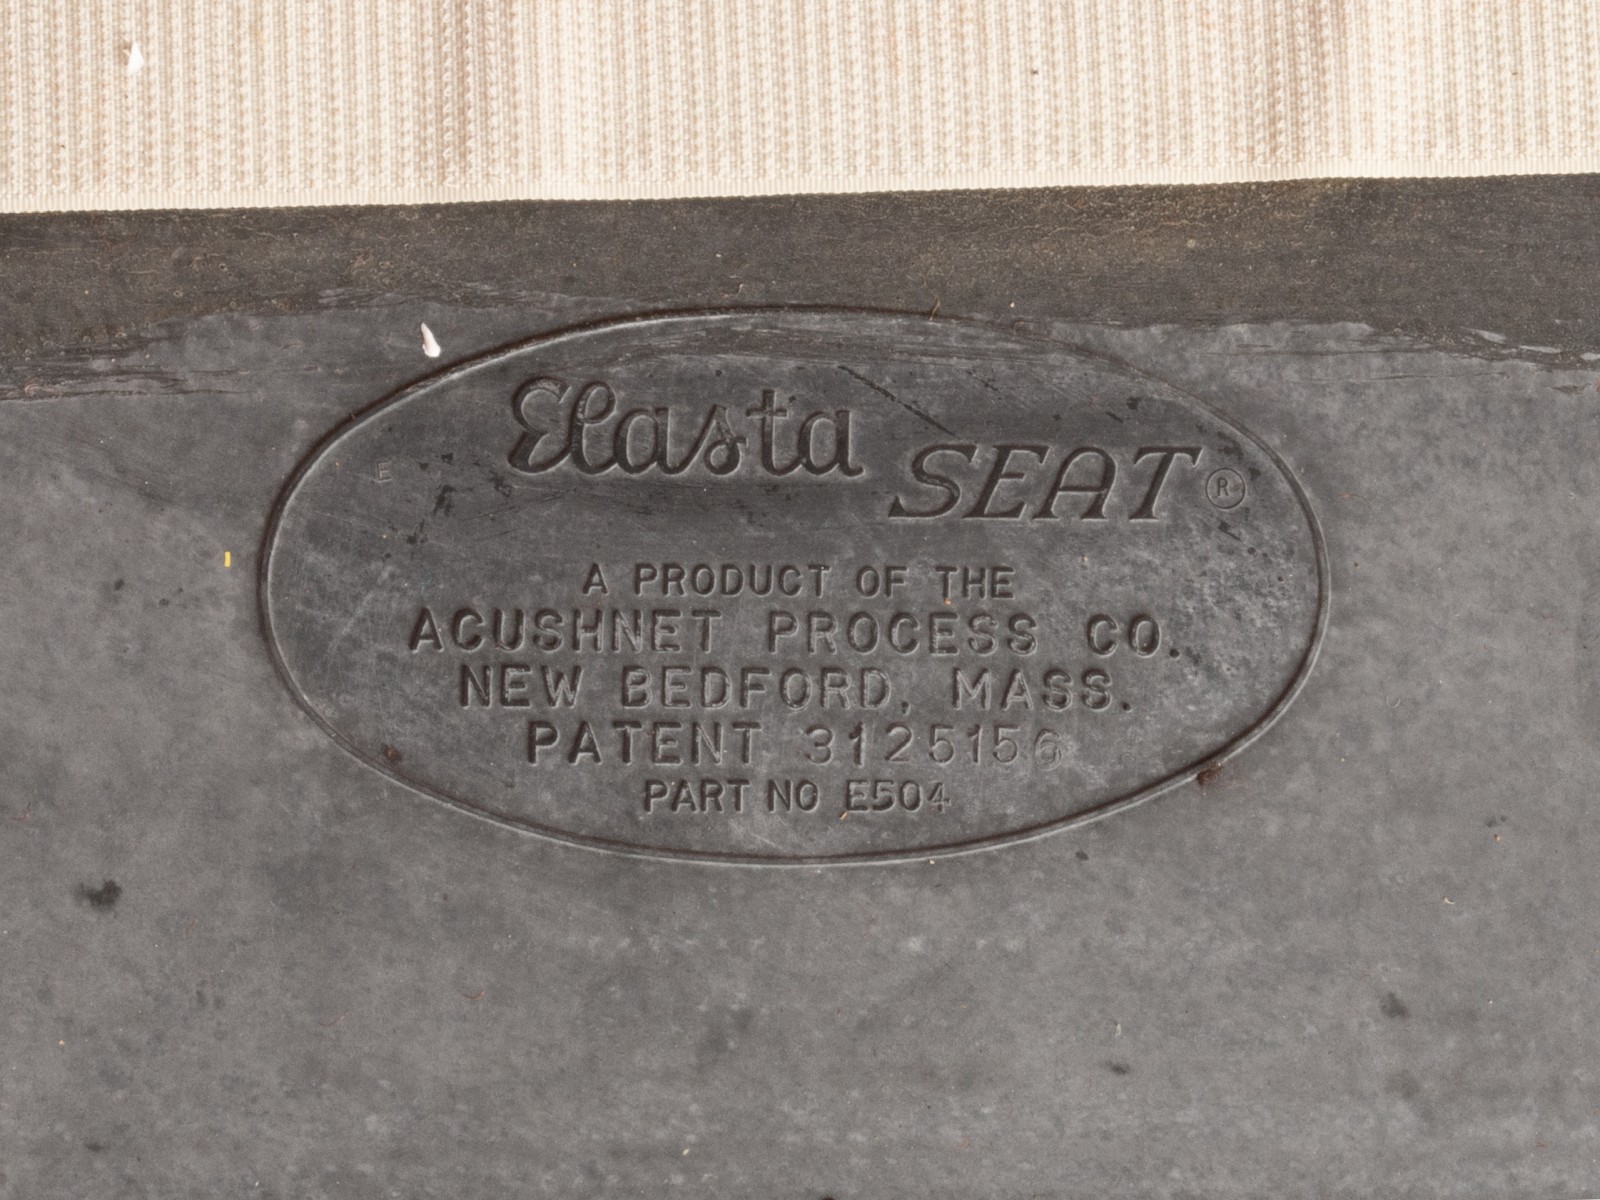 Elasta SEAT ®
E
A PRODUCT OF THE
ACUSHNET PROCESS CO.
NEW BEDFORD, MASS.
PATENT 3125156
PART NO E504